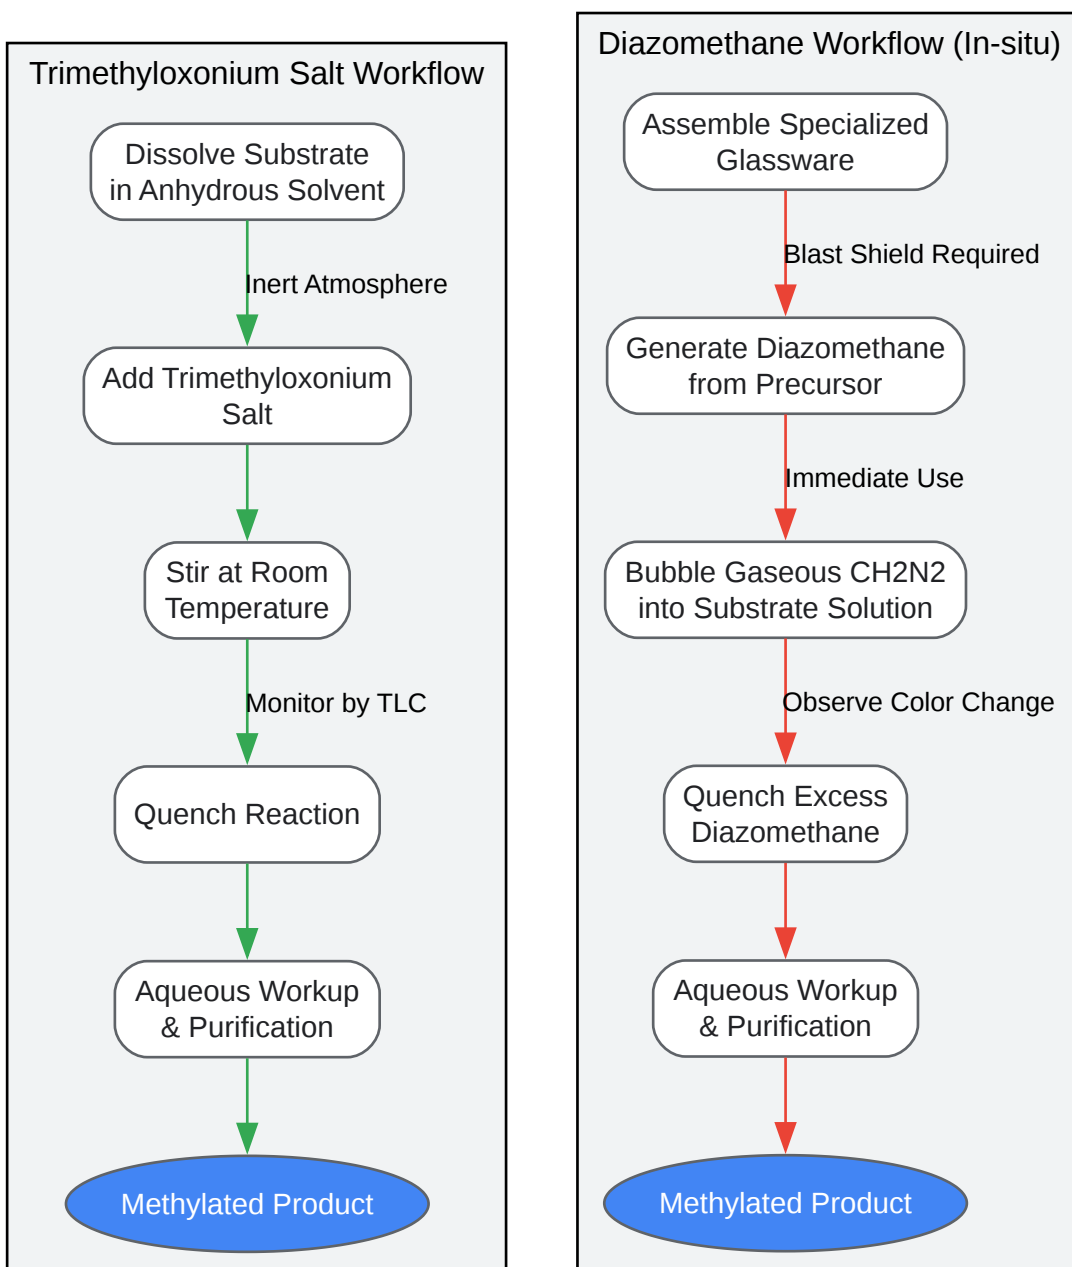 Trimethyloxonium Salt Workflow
Dissolve Substrate
in Anhydrous Solvent
Inert Atmosphere
Add Trimethyloxonium
Salt
Stir at Room
Temperature
Monitor by TLC
Quench Reaction
Aqueous Workup
& Purification
Methylated Product
Diazomethane Workflow (In-situ)
Assemble Specialized
Glassware
Blast Shield Required
Generate Diazomethane
from Precursor
Immediate Use
Bubble Gaseous CH2N2
into Substrate Solution
Observe Color Change
Quench Excess
Diazomethane
Aqueous Workup
& Purification
Methylated Product